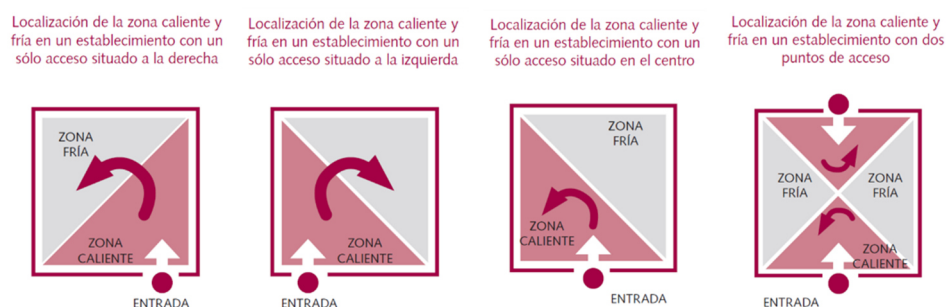 Localización de la zona caliente y
fría en un establecimiento con un
sólo acceso situado a la derecha
Localización de la zona caliente y
fría en un establecimiento con un
sólo acceso situado a la izquierda
Localización de la zona caliente y
fría en un establecimiento con un
sólo acceso situado en el centro
Localización de la zona caliente y
fría en un establecimiento con dos
puntos de acceso
ZONA
FRÍA
ZONA
CALIENTE
ENTRADA
ZONA
CALIENTE
ENTRADA
ZONA
FRÍA
ZONA
CALIENTE
ENTRADA
ZONA
FRÍA
ZONA
FRÍA
ZONA
CALIENTE
ENTRADA